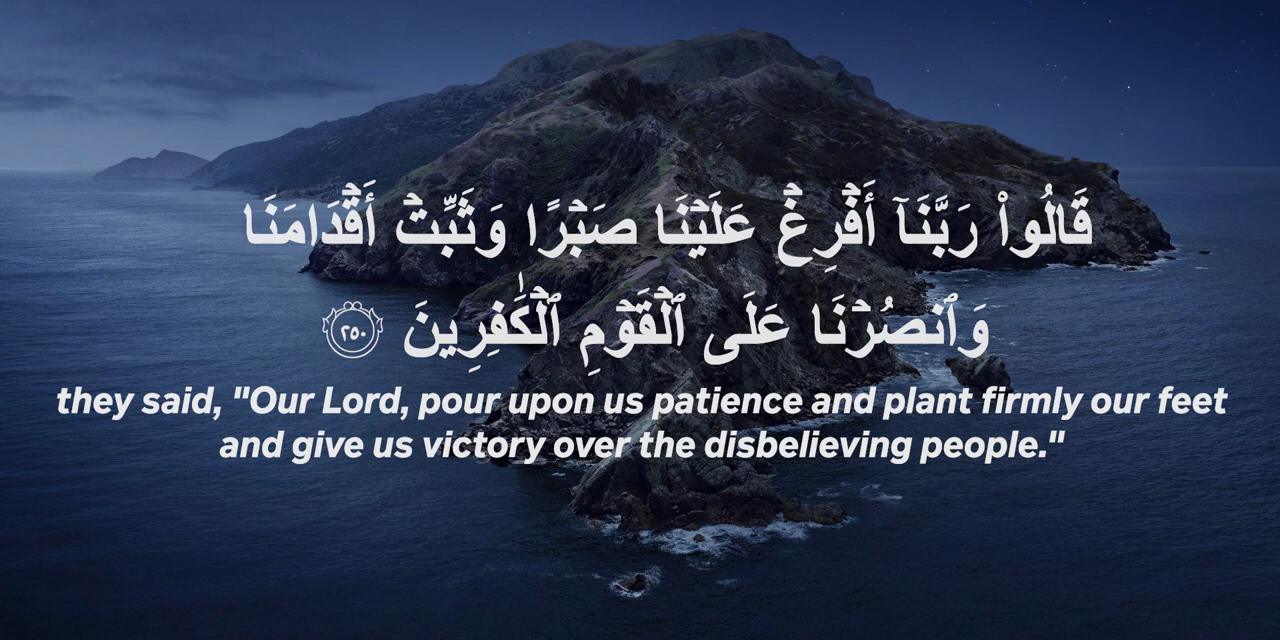 قَالُوا۟ رَبَّنَآ أَفۡرِغۡ عَلَيۡنَا صَبۡرًا وَثَبِّتۡ أَقۡدَامَنَا
وَٱنصُرۡنَا عَلَى ٱلۡقَوۡمِ ٱلۡكَٰفِرِينَ ٢٥٠
they said, "Our Lord, pour upon us patience and plant firmly our feet
and give us victory over the disbelieving people."